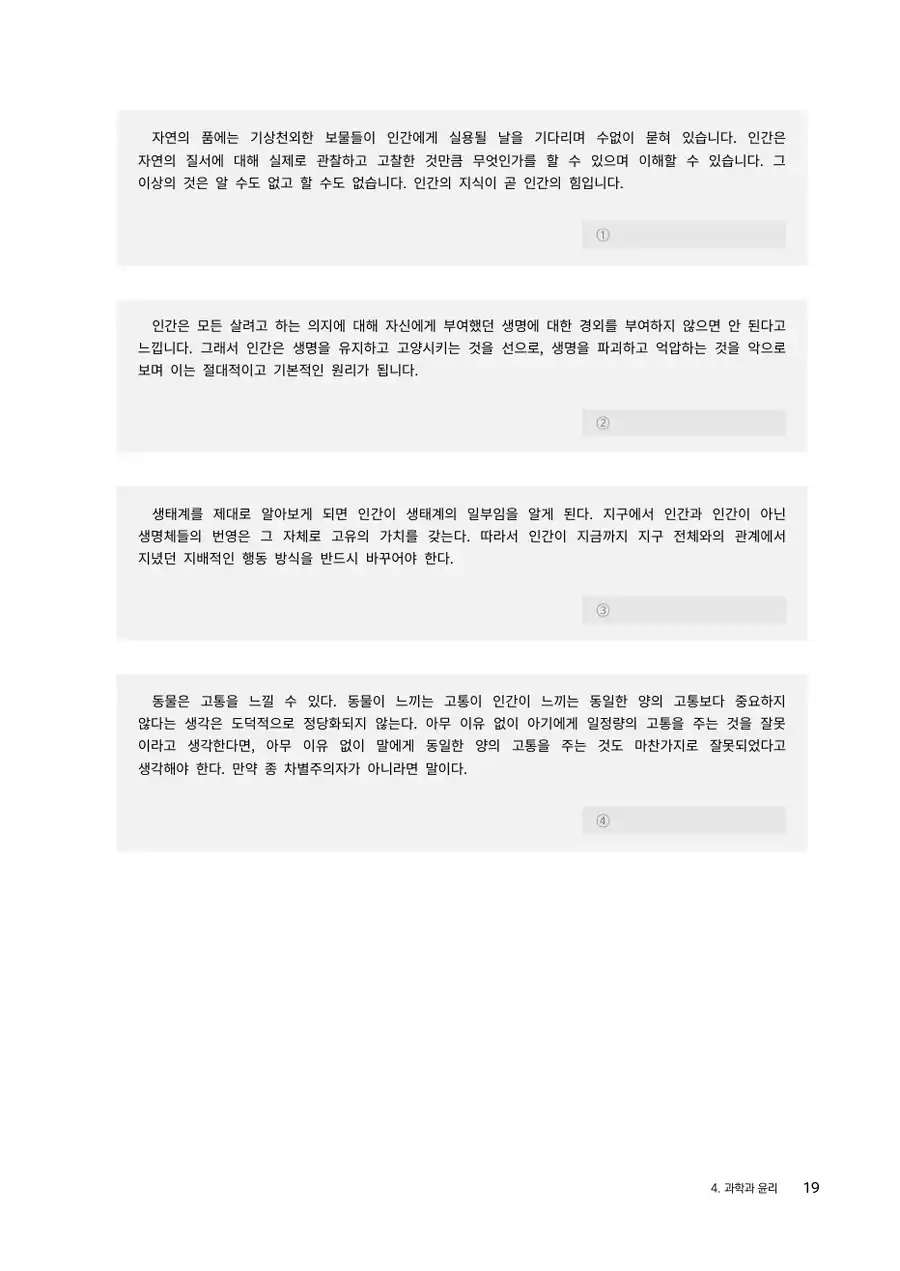 자연의 품에는 기상천외한 보물들이 인간에게 실용될 날을 기다리며 수없이 묻혀 있습니다. 인간은
자연의 질서에 대해 실제로 관찰하고 고찰한 것만큼 무엇인가를 할 수 있으며 이해할 수 있습니다. 그
이상의 것은 알 수도 없고 할 수도 없습니다. 인간의 지식이 곧 인간의 힘입니다.
①
인간은 모든 살려고 하는 의지에 대해 자신에게 부여했던 생명에 대한 경외를 부여하지 않으면 안 된다고
느낍니다. 그래서 인간은 생명을 유지하고 고양시키는 것을 선으로, 생명을 파괴하고 억압하는 것을 악으로
보며 이는 절대적이고 기본적인 원리가 됩니다.
②
생태계를 제대로 알아보게 되면 인간이 생태계의 일부임을 알게 된다. 지구에서 인간과 인간이 아닌
생명체들의 번영은 그 자체로 고유의 가치를 갖는다. 따라서 인간이 지금까지 지구 전체와의 관계에서
지녔던 지배적인 행동 방식을 반드시 바꾸어야 한다.
③
동물은 고통을 느낄 수 있다. 동물이 느끼는 고통이 인간이 느끼는 동일한 양의 고통보다 중요하지
않다는 생각은 도덕적으로 정당화되지 않는다. 아무 이유 없이 아기에게 일정량의 고통을 주는 것을 잘못
이라고 생각한다면, 아무 이유 없이 말에게 동일한 양의 고통을 주는 것도 마찬가지로 잘못되었다고
생각해야 한다. 만약 종 차별주의자가 아니라면 말이다.
④
4. 과학과 윤리 19